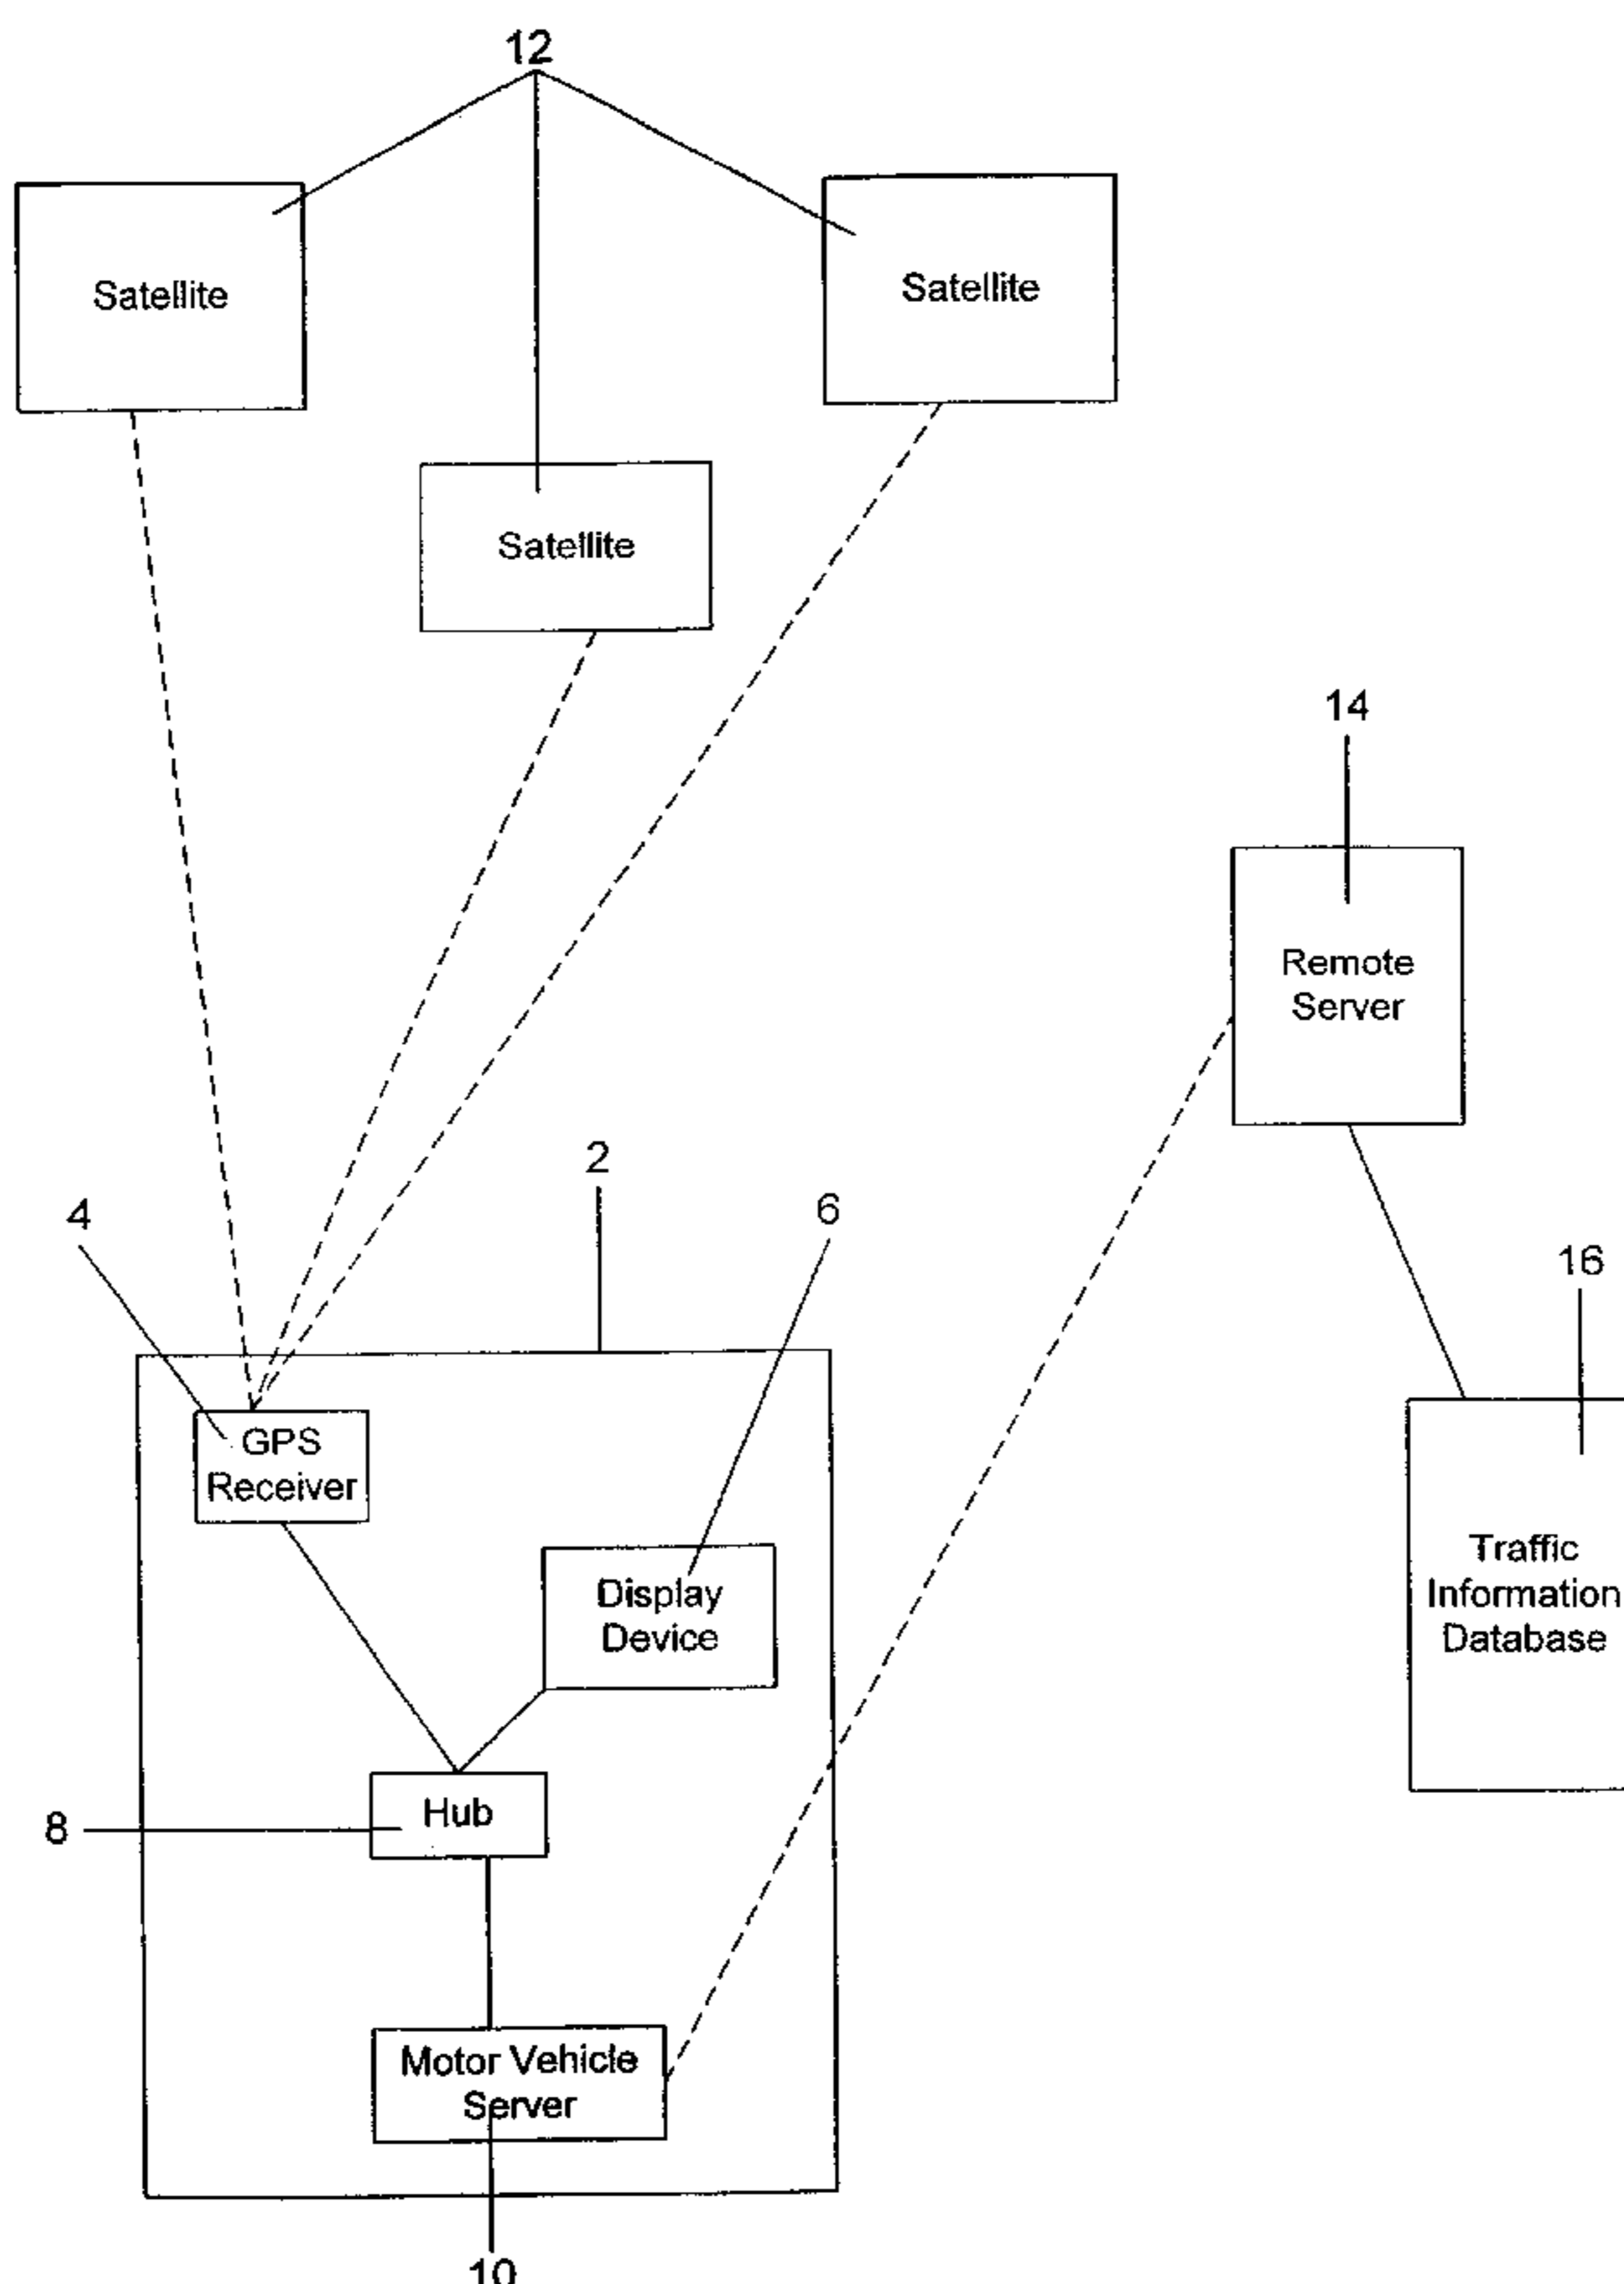 12
Satellite
Satellite
Satellite
14
Remote
Server
2
4
6
16
GPS
Receiver
Display
Device
Traffic
Information
Database
Hub
8
Motor Vehicle
Server
10